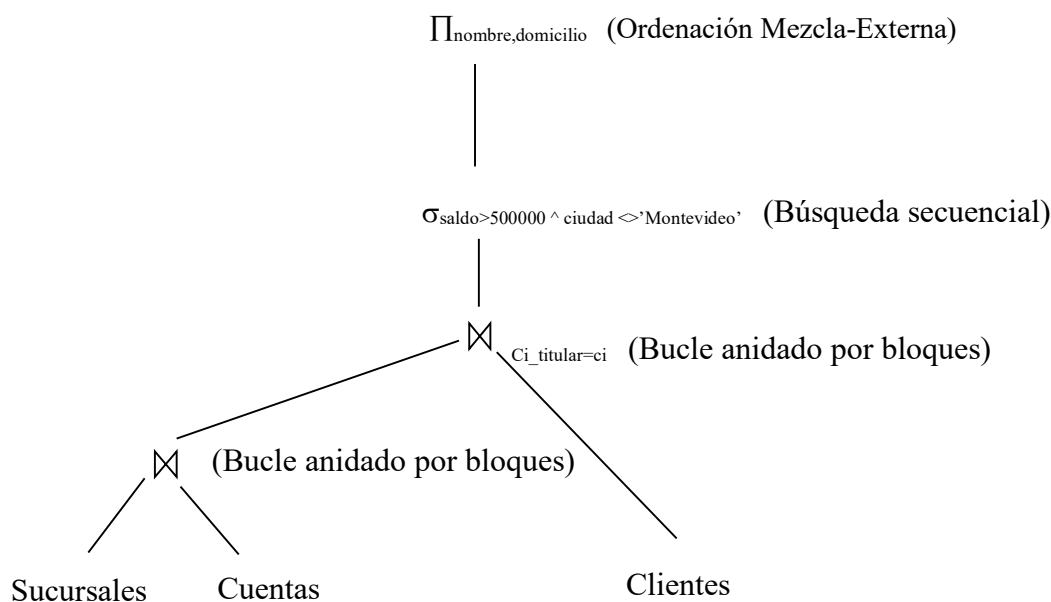 ∏nombre,domicilio (Ordenación Mezcla-Externa)
σsaldo>500000 ^ ciudad <>’Montevideo’ (Búsqueda secuencial)
⋈ Ci_titular=ci (Bucle anidado por bloques)
⋈ (Bucle anidado por bloques)
Sucursales Cuentas Clientes